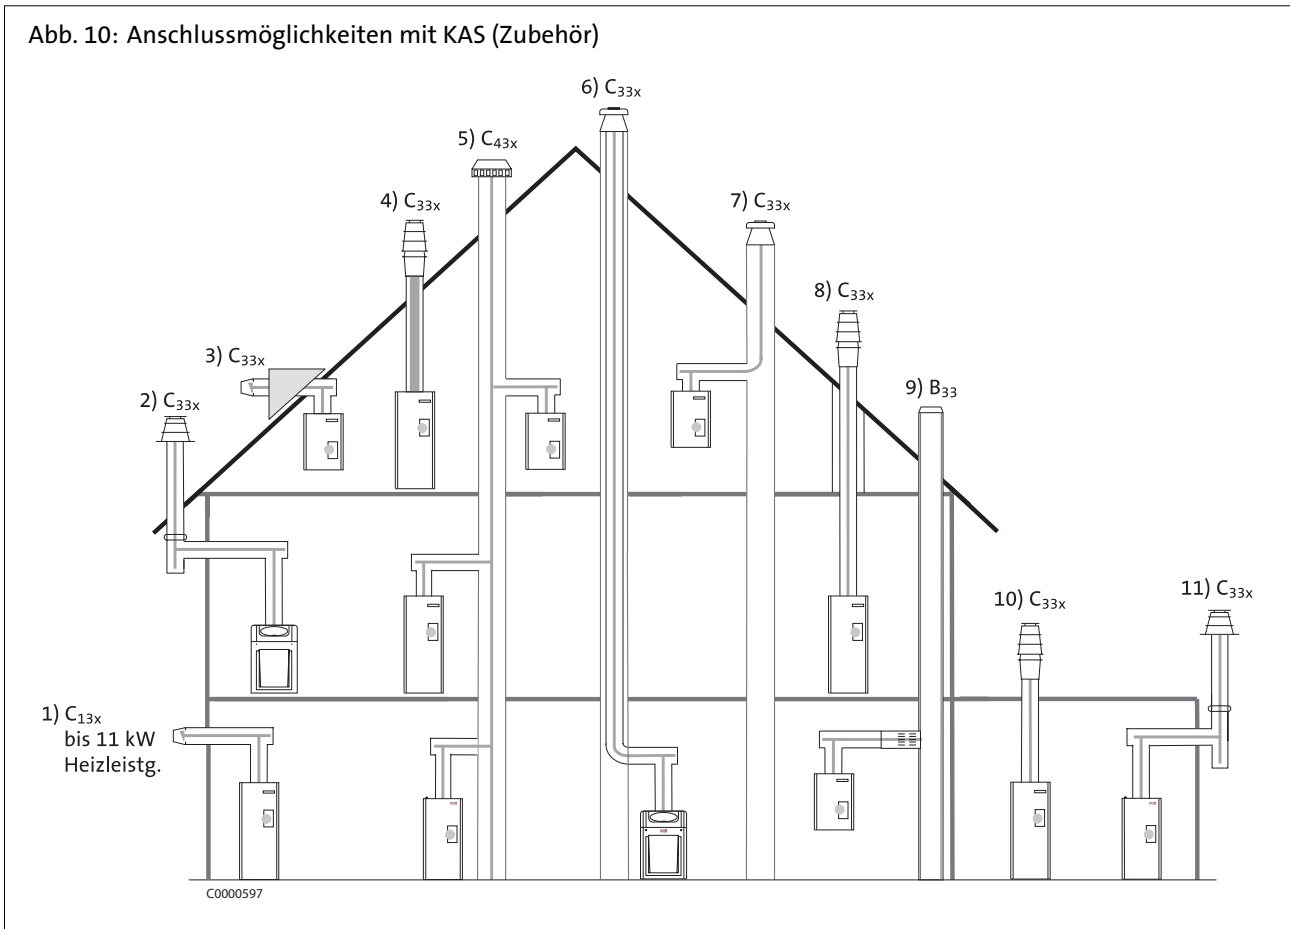 Abb. 10: Anschlussmöglichkeiten mit KAS (Zubehör)
6) C33x
5) C43x
4) C33x
7) C33x
8) C33x
3) C33x
2) C33x
9) B33
10) C33x
11) C33x
1) C13x
bis 11 kW
Heizleistg.
C0000597